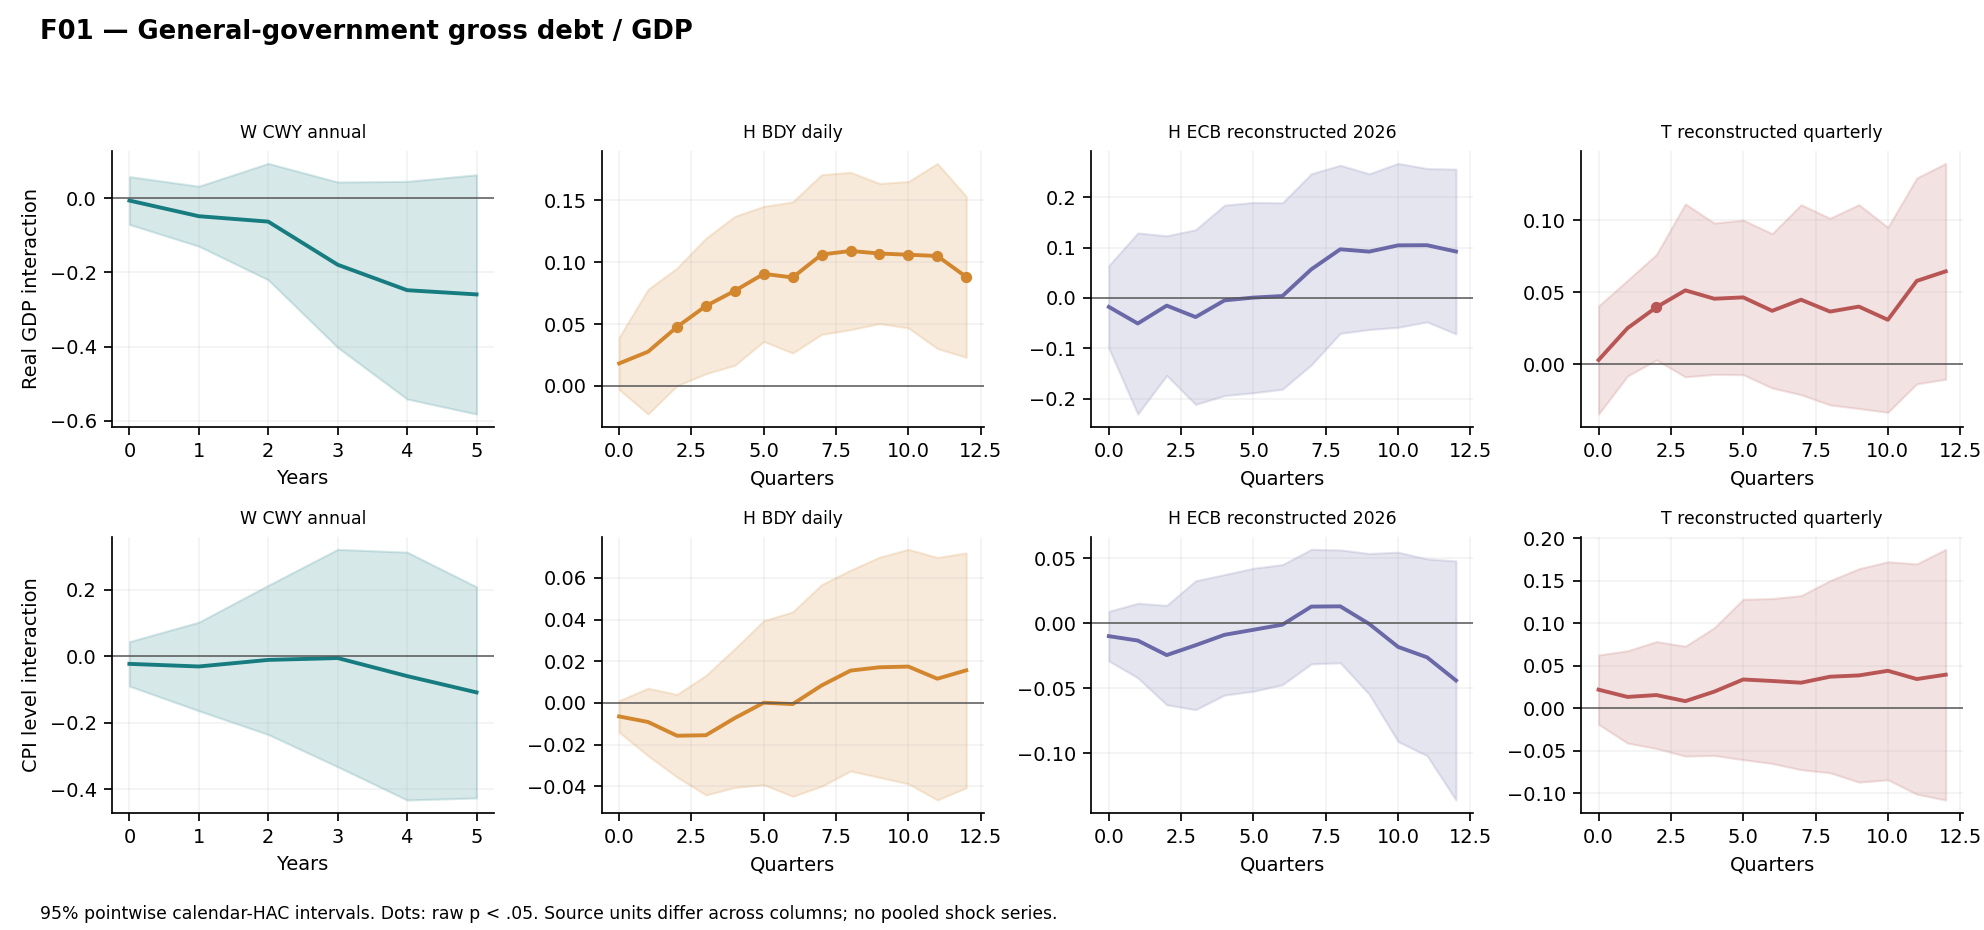 F01 — General-government gross debt / GDP
W CWY annual
H BDY daily
H ECB reconstructed 2026
T reconstructed quarterly
Real GDP interaction
0.0
−0.2
−0.4
−0.6
0 1 2 3 4 5
Years
0.15
0.10
0.05
0.00
0.0 2.5 5.0 7.5 10.0 12.5
Quarters
0.2
0.1
0.0
−0.1
−0.2
0.0 2.5 5.0 7.5 10.0 12.5
Quarters
0.10
0.05
0.00
0.0 2.5 5.0 7.5 10.0 12.5
Quarters
W CWY annual
H BDY daily
H ECB reconstructed 2026
T reconstructed quarterly
CPI level interaction
0.2
0.0
−0.2
−0.4
0 1 2 3 4 5
Years
0.06
0.04
0.02
0.00
−0.02
−0.04
0.0 2.5 5.0 7.5 10.0 12.5
Quarters
0.05
0.00
−0.05
−0.10
0.0 2.5 5.0 7.5 10.0 12.5
Quarters
0.20
0.15
0.10
0.05
0.00
−0.05
−0.10
0.0 2.5 5.0 7.5 10.0 12.5
Quarters
95% pointwise calendar-HAC intervals. Dots: raw p < .05. Source units differ across columns; no pooled shock series.